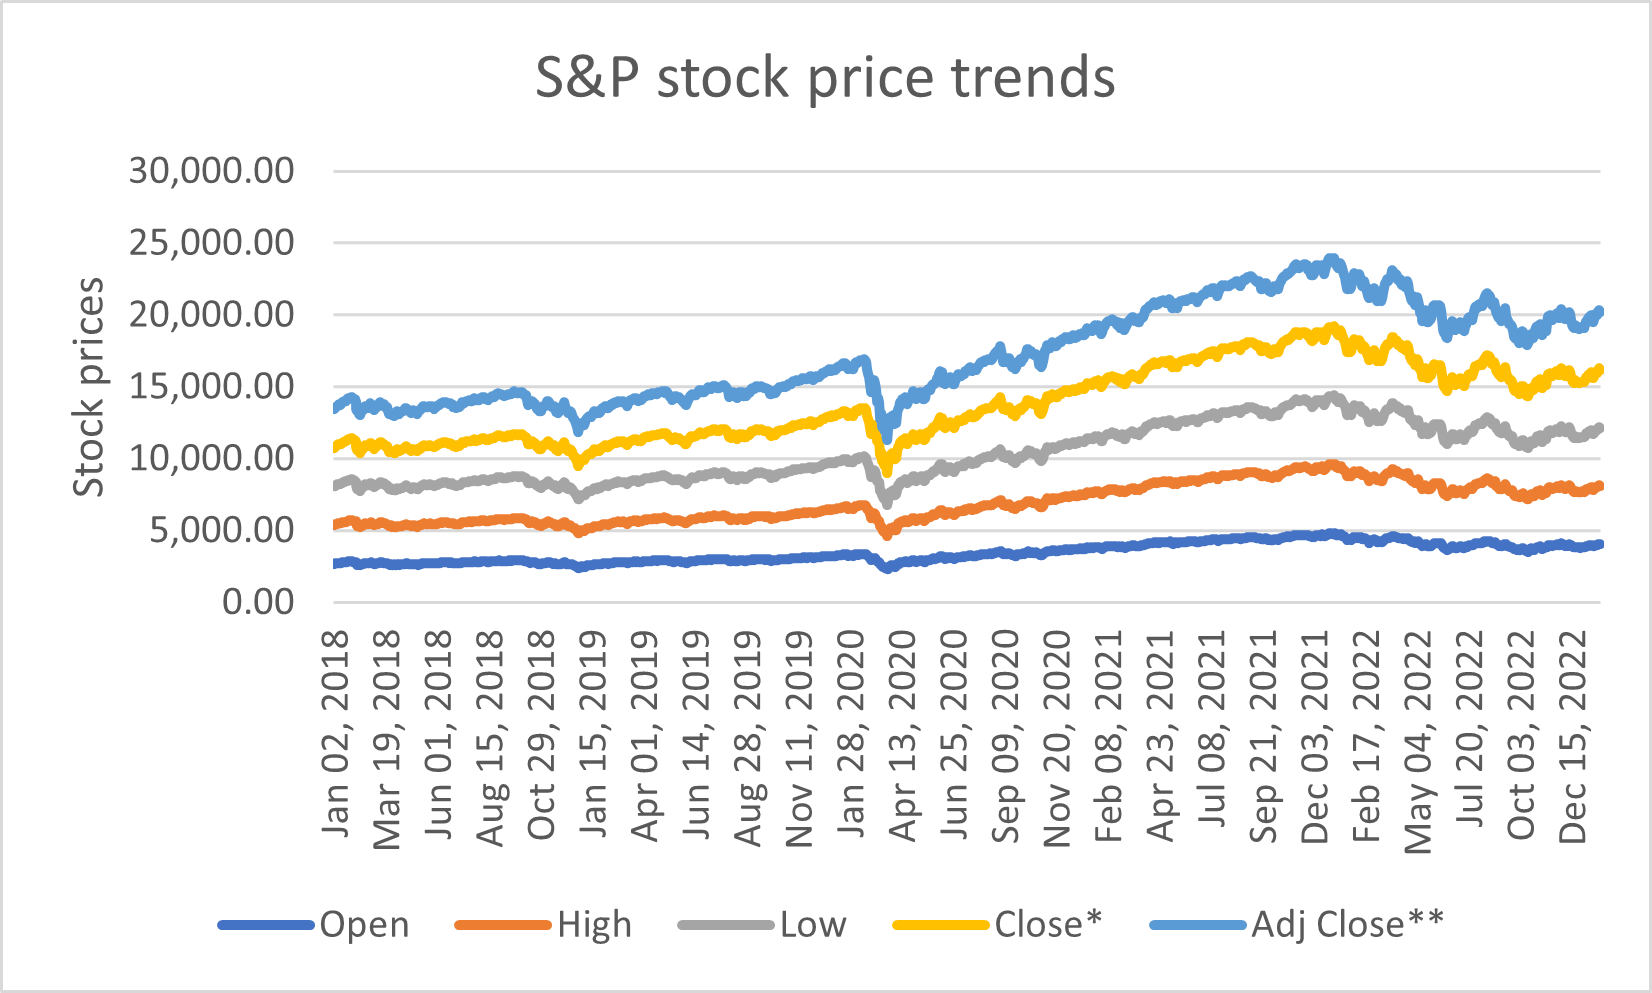 S&P stock price trends
Stock prices
30,000.00
25,000.00
20,000.00
15,000.00
10,000.00
5,000.00
0.00
Jan 02, 2018
Mar 19, 2018
Jun 01, 2018
Aug 15, 2018
Oct 29, 2018
Jan 15, 2019
Apr 01, 2019
Jun 14, 2019
Aug 28, 2019
Nov 11, 2019
Jan 28, 2020
Apr 13, 2020
Jun 25, 2020
Sep 09, 2020
Nov 20, 2020
Feb 08, 2021
Apr 23, 2021
Jul 08, 2021
Sep 21, 2021
Dec 03, 2021
Feb 17, 2022
May 04, 2022
Jul 20, 2022
Oct 03, 2022
Dec 15, 2022
Open High Low Close* Adj Close**